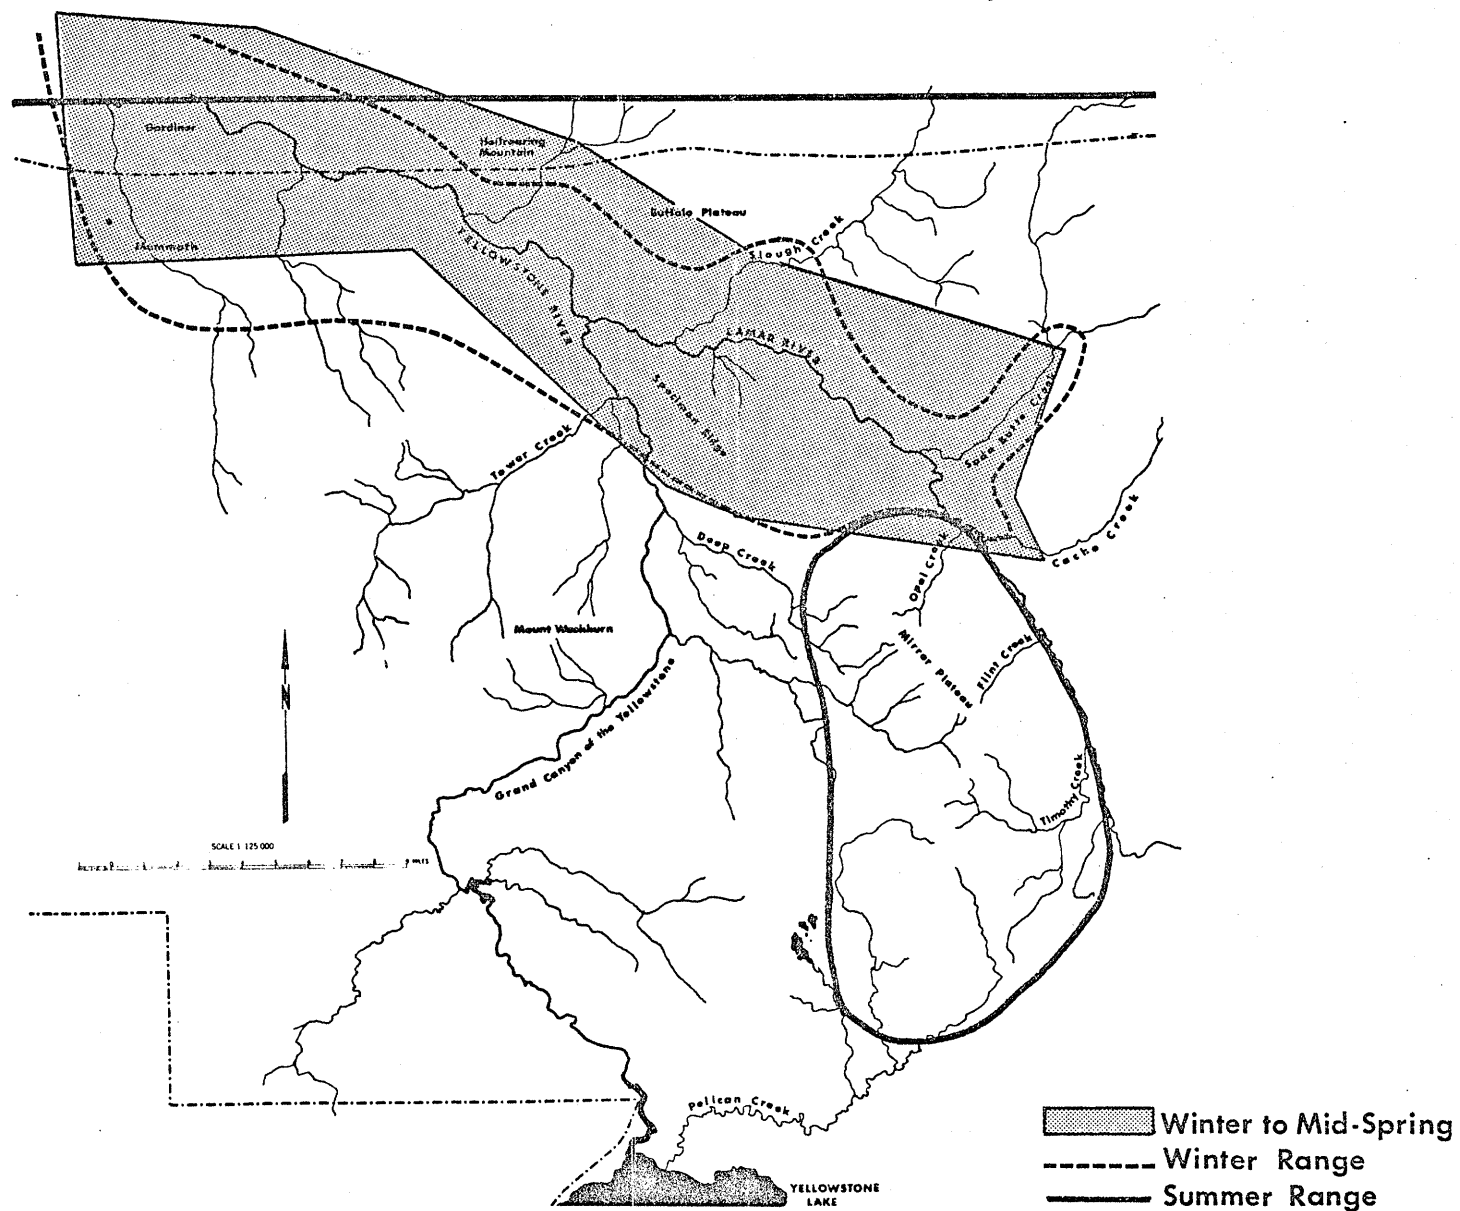 Gardiner
Hellroaring
Mountain
Buffalo Plateau
Slough Creek
Mammoth
YELLOWSTONE RIVER
LAMAR RIVER
Specimen Ridge
Soda Butte Creek
Tower Creek
Cache Creek
Deep Creek
Opal Creek
Mount Washburn
Mirror Plateau
Flint Creek
N
Grand Canyon of the Yellowstone
Timothy Creek
SCALE 1 125 000
Pelican Creek
YELLOWSTONE
LAKE
Winter to Mid-Spring
Winter Range
Summer Range